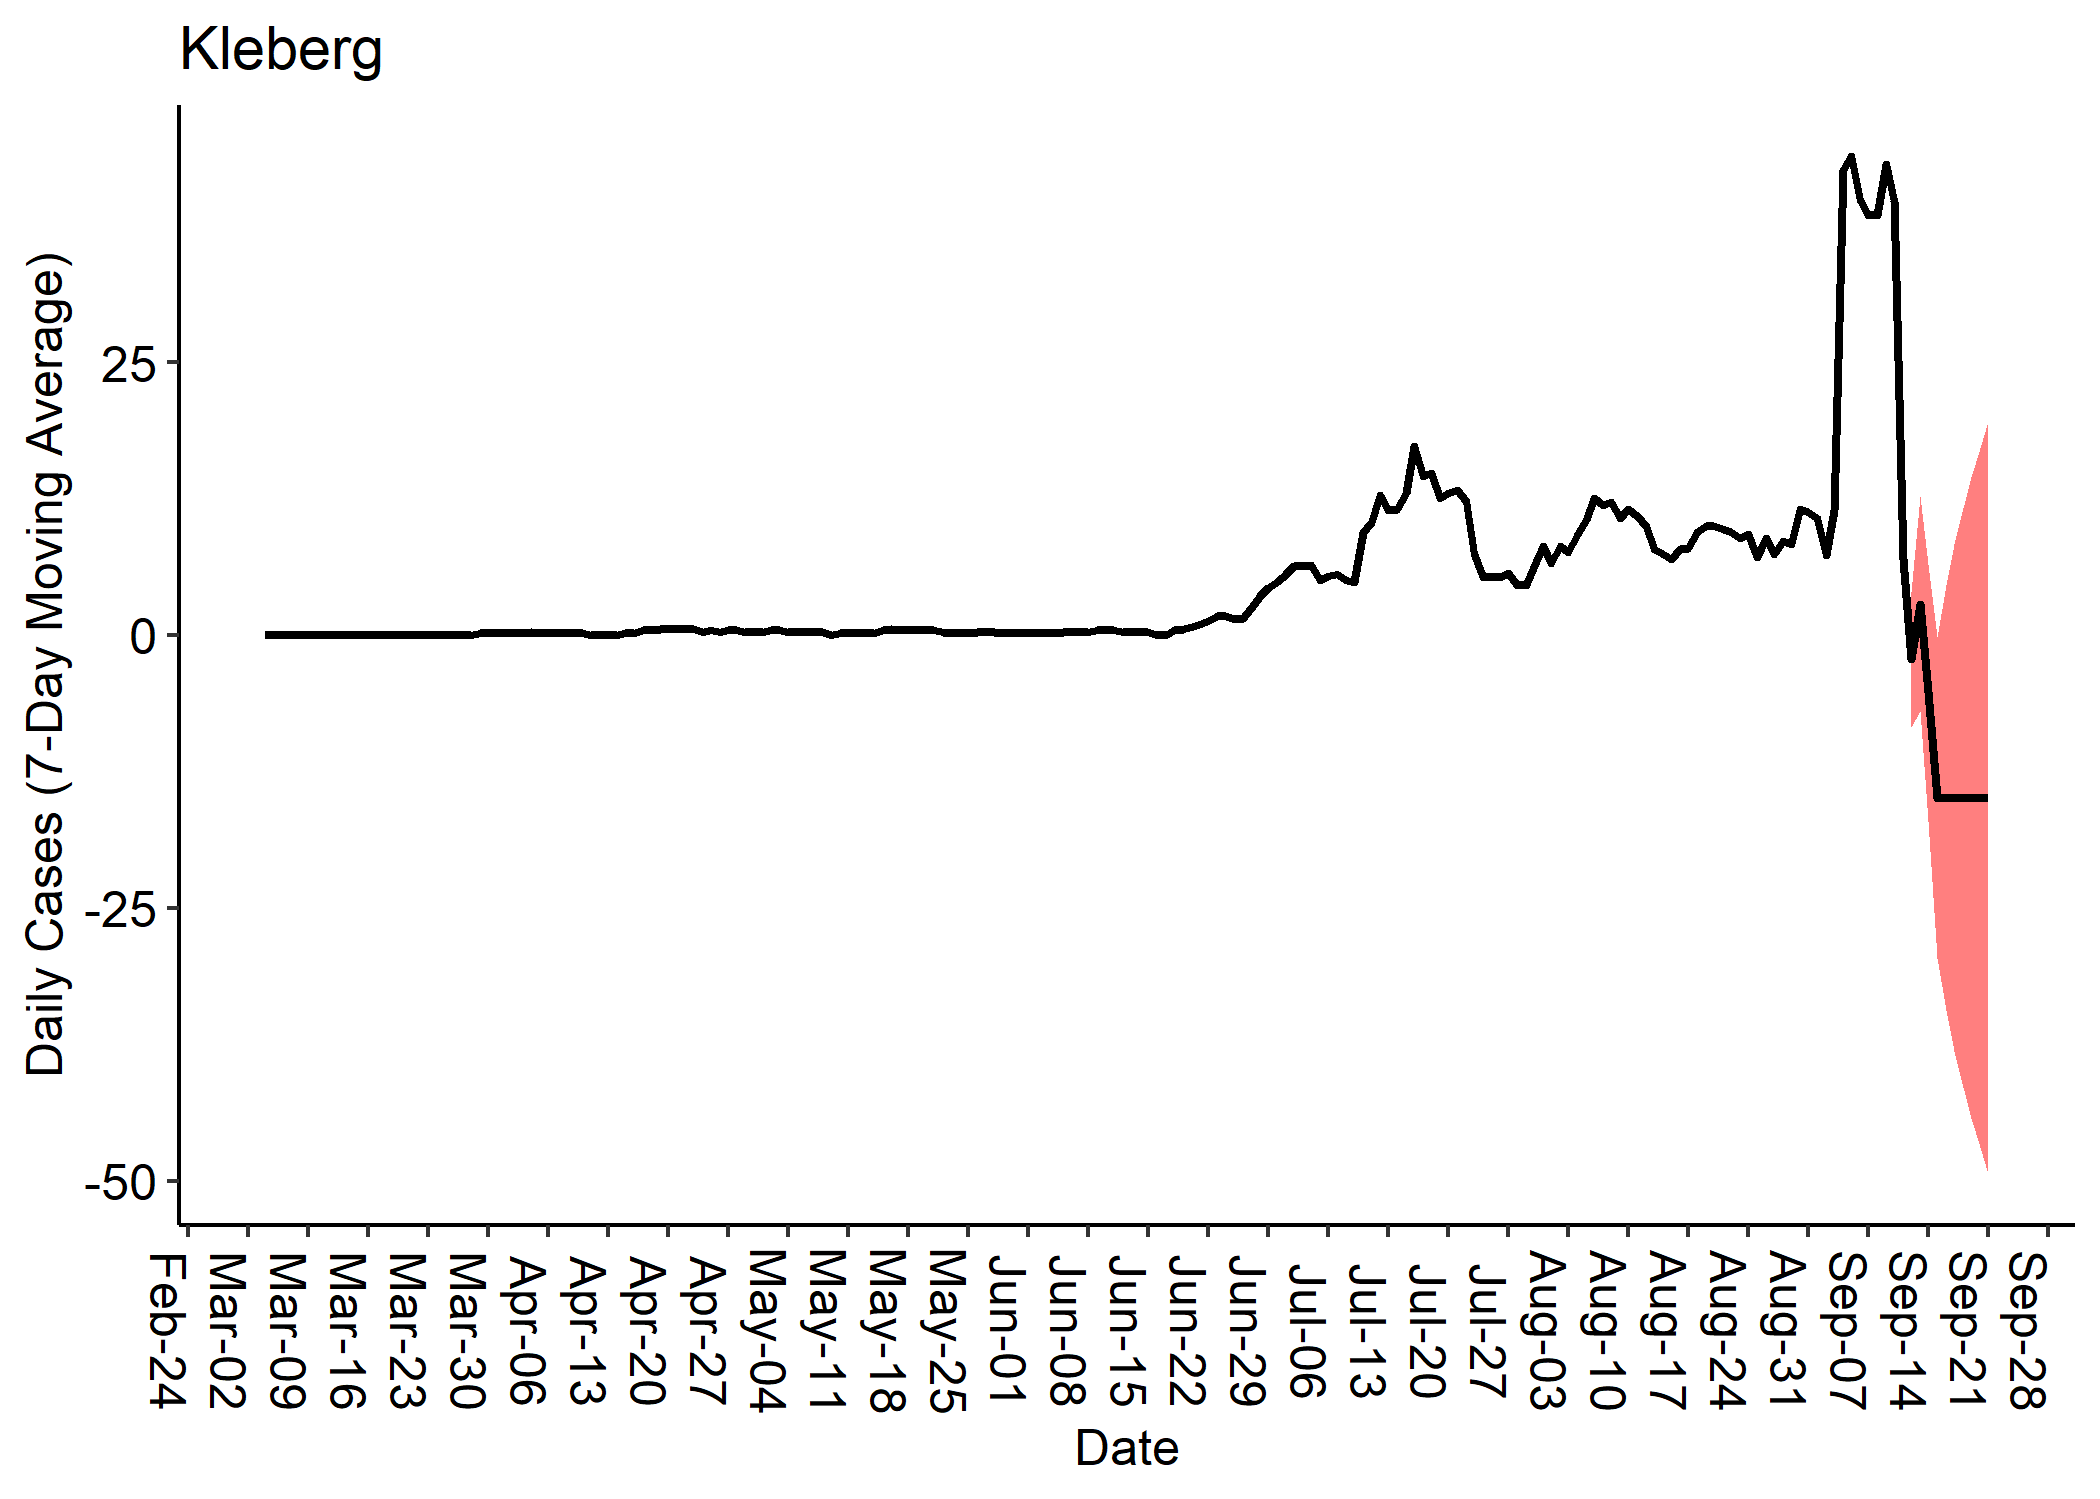 Kleberg
Daily Cases (7-Day Moving Average)
25
0
-25
-50
Feb-24
Mar-02
Mar-09
Mar-16
Mar-23
Mar-30
Apr-06
Apr-13
Apr-20
Apr-27
May-04
May-11
May-18
May-25
Jun-01
Jun-08
Jun-15
Jun-22
Jun-29
Jul-06
Jul-13
Jul-20
Jul-27
Aug-03
Aug-10
Aug-17
Aug-24
Aug-31
Sep-07
Sep-14
Sep-21
Sep-28
Date